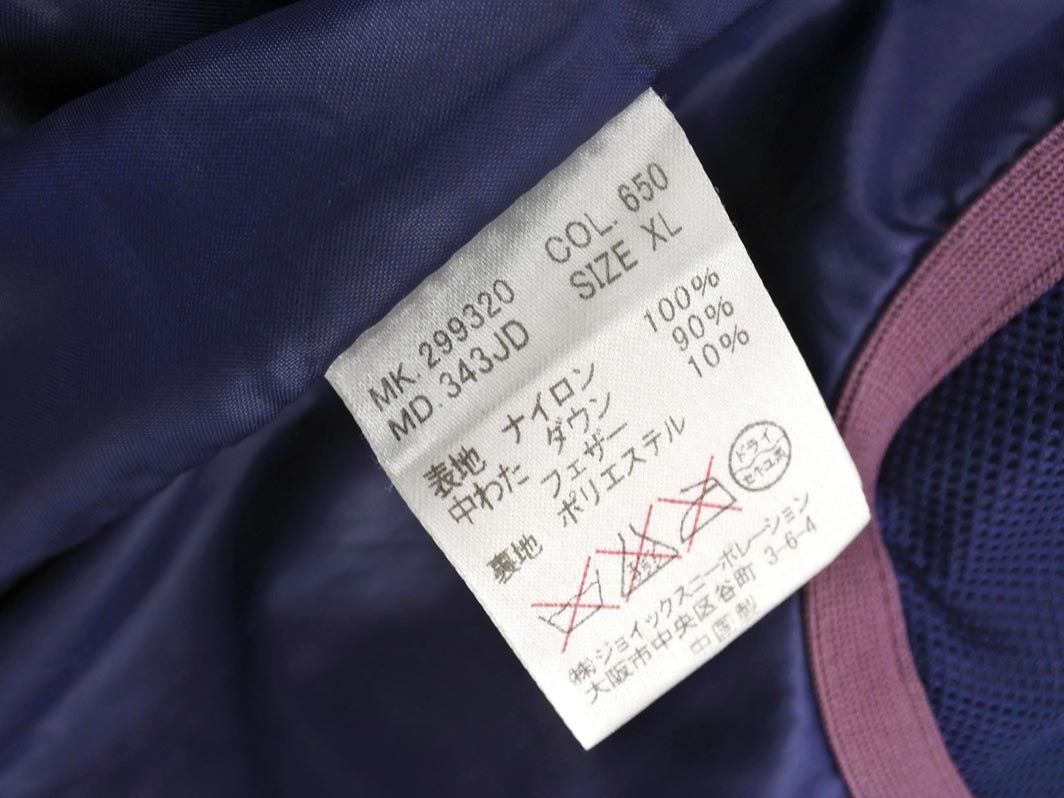 MK. 299320 COL. 650
MD. 343JD SIZE XL
表地 ナイロン 100%
中わた ダウン 90%
フェザー 10%
裏地 ポリエステル
ドライ
セキユ系
エンソ
㈱ジョイックスコーポレーション
大阪市中央区谷町 3-6-4
中国製